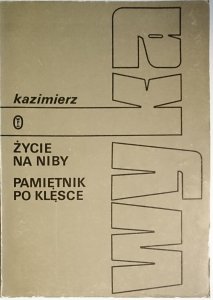 kazimierz
wyka
ŻYCIE
NA NIBY
PAMIĘTNIK
PO KLĘSCE